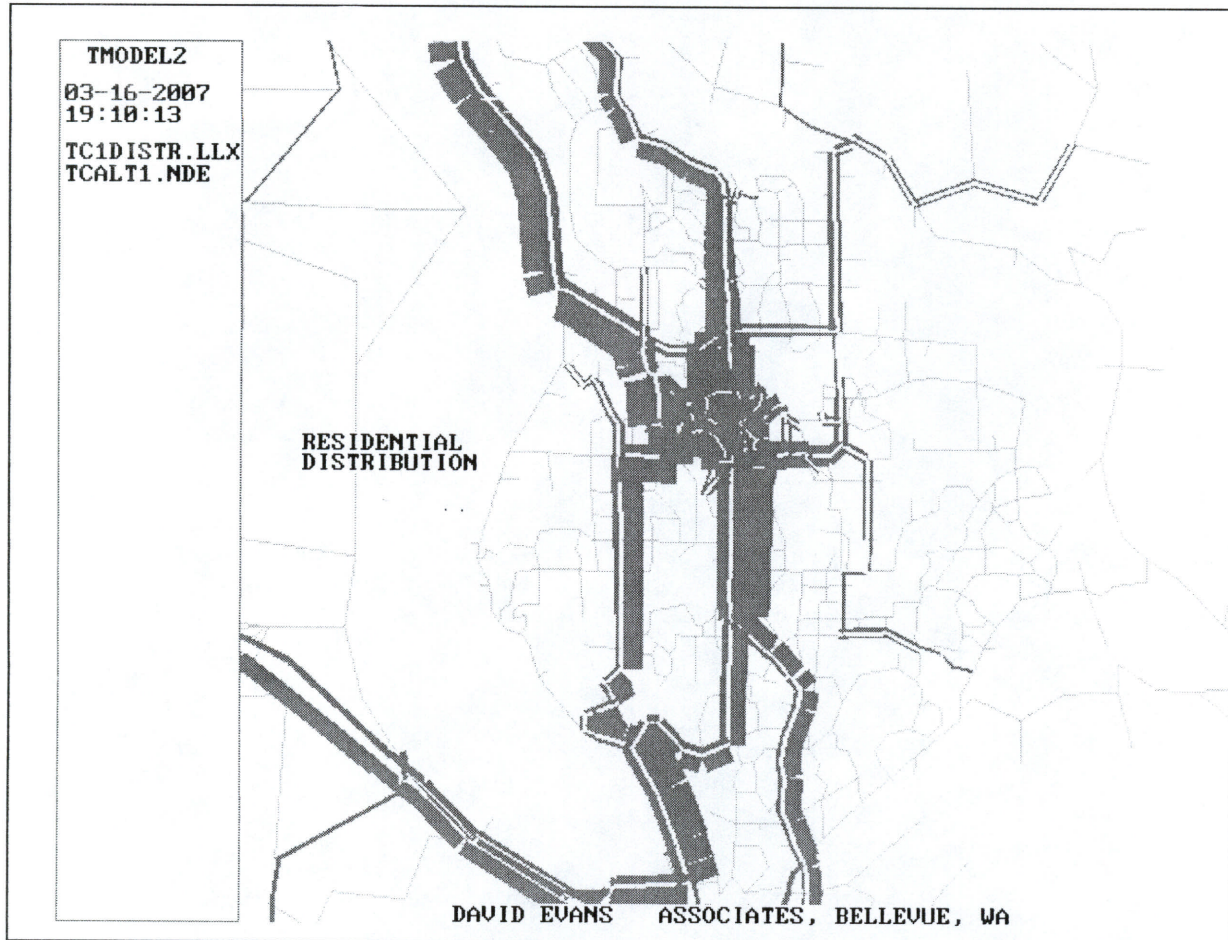 TMODEL2
03-16-2007
19:10:13
TC1DISTR.LLX
TCALT1.NDE
RESIDENTIAL
DISTRIBUTION
DAVID EVANS   ASSOCIATES, BELLEVUE, WA